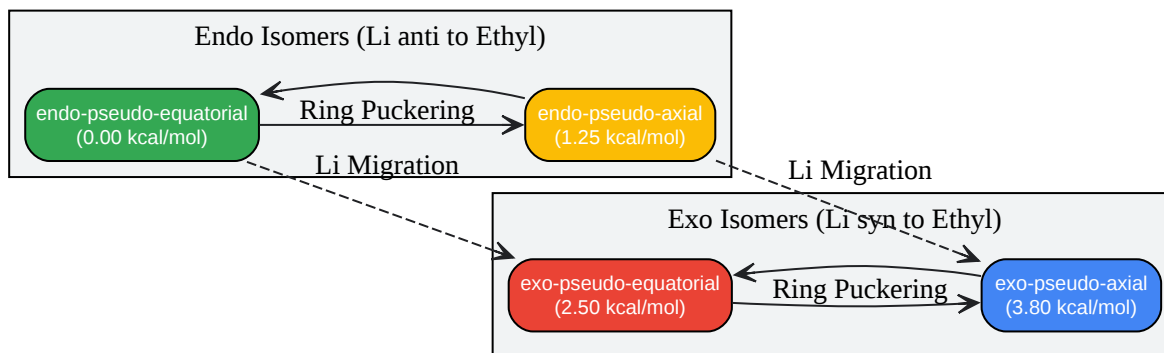 Endo Isomers (Li anti to Ethyl)
endo-pseudo-equatorial
(0.00 kcal/mol)
Ring Puckering
endo-pseudo-axial
(1.25 kcal/mol)
Li Migration
Li Migration
Exo Isomers (Li syn to Ethyl)
exo-pseudo-equatorial
(2.50 kcal/mol)
Ring Puckering
exo-pseudo-axial
(3.80 kcal/mol)